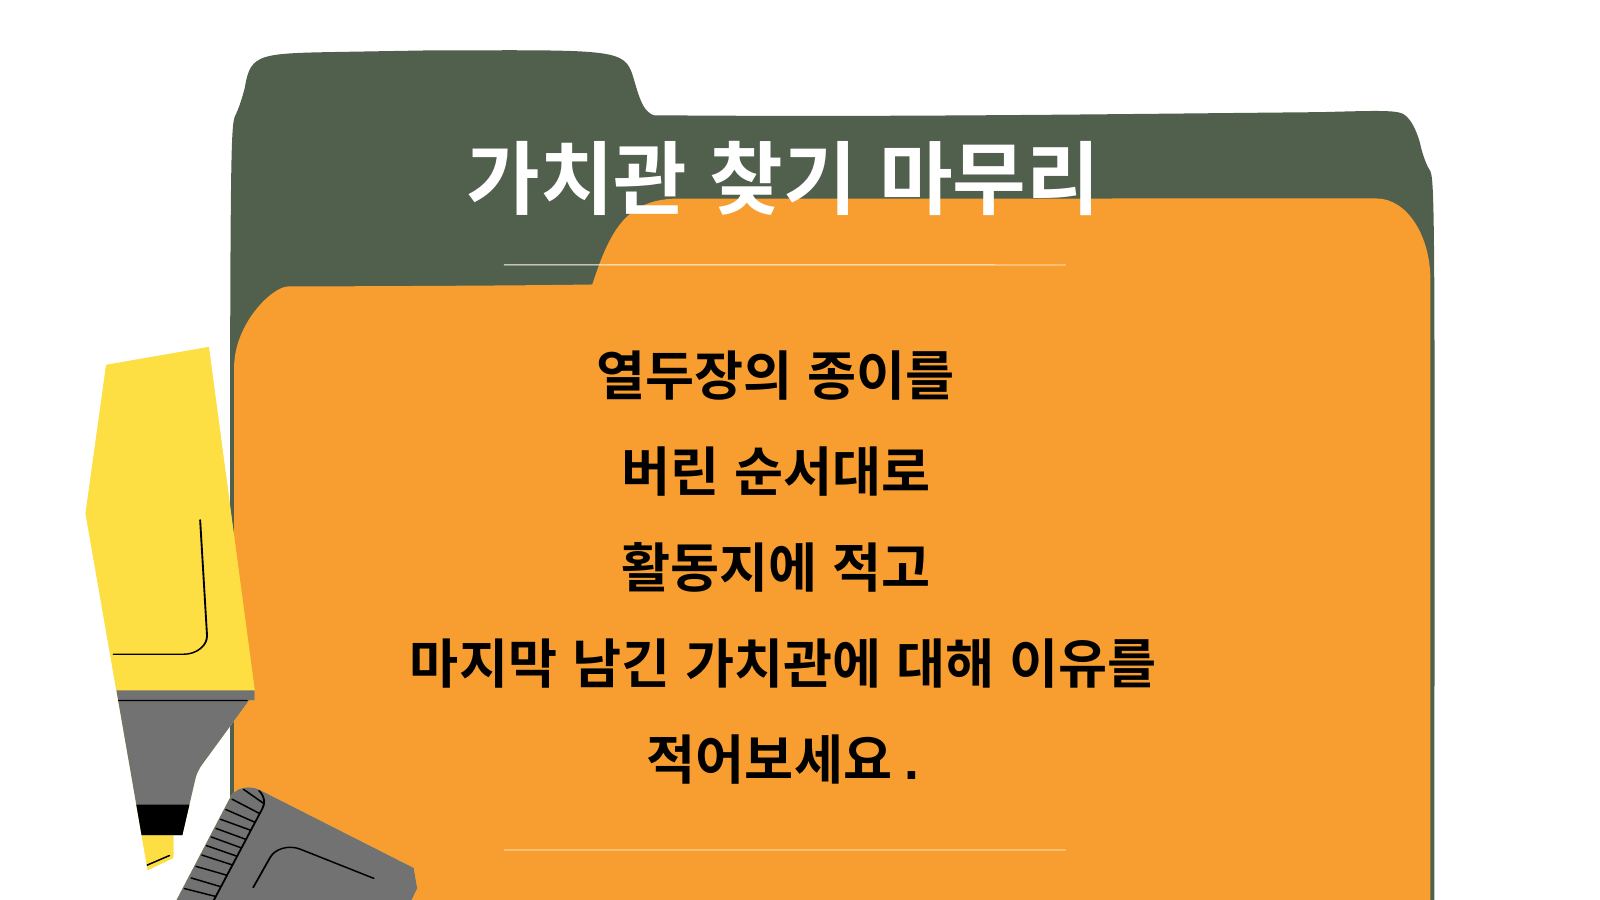 가치관 찾기 마무리
열두장의 종이를
버린 순서대로
활동지에 적고
마지막 남긴 가치관에 대해 이유를
적어보세요 .